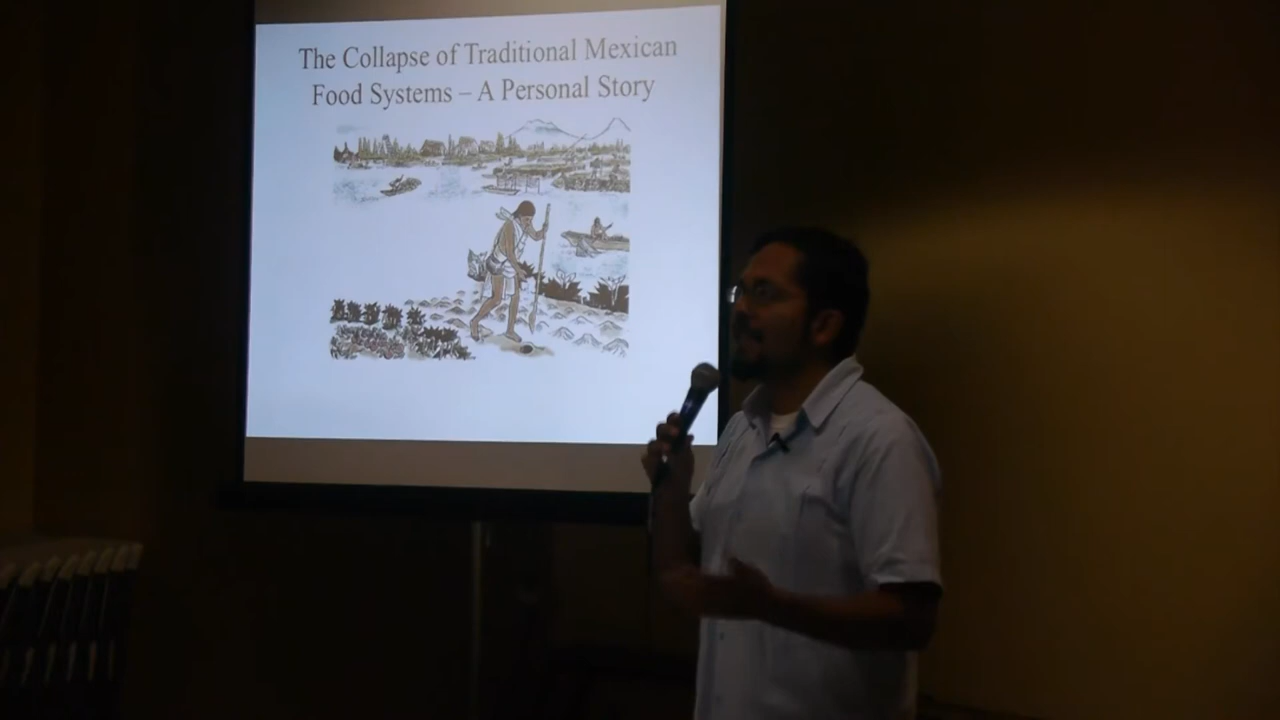 The Collapse of Traditional Mexican
Food Systems – A Personal Story